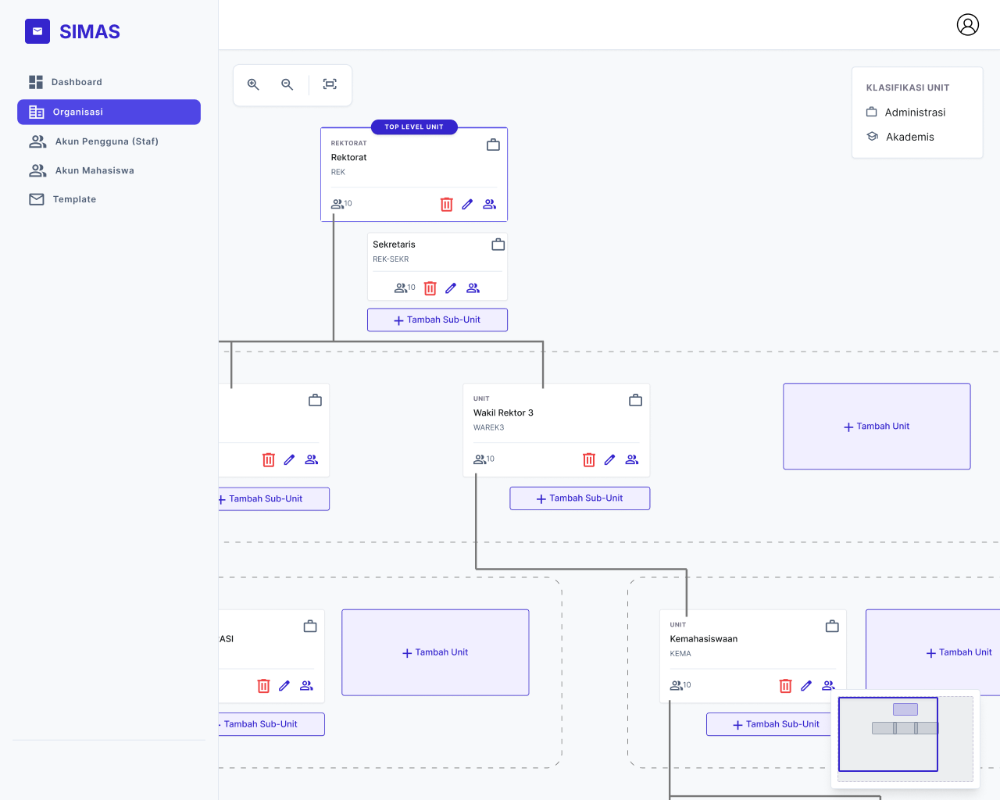 SIMAS
Dashboard
Organisasi
Akun Pengguna (Staf)
Akun Mahasiswa
Template
KLASIFIKASI UNIT
Administrasi
Akademis
TOP LEVEL UNIT
REKTORAT
Rektorat
REK
10
Sekretaris
REK-SEKR
10
Tambah Sub-Unit
Tambah Sub-Unit
UNIT
Wakil Rektor 3
WAREK3
10
Tambah Sub-Unit
Tambah Unit
ASI
Tambah Sub-Unit
Tambah Unit
UNIT
Kemahasiswaan
KEMA
10
Tambah Sub-Unit
Tambah Unit